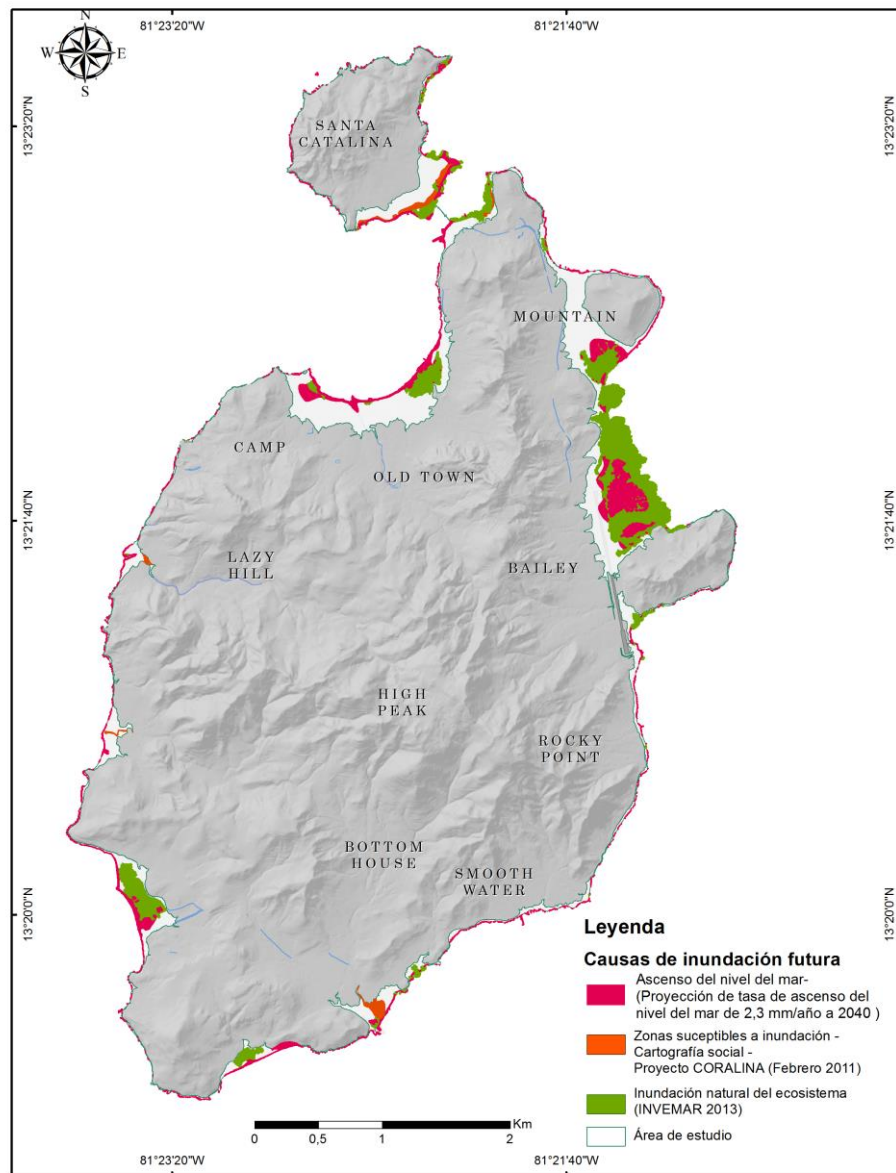 81°23'20"W
81°21'40"W
N
W E
S
13°23'20"N
13°23'20"N
SANTA
CATALINA
MOUNTAIN
CAMP
OLD TOWN
13°21'40"N
13°21'40"N
LAZY
HILL
BAILEY
HIGH
PEAK
ROCKY
POINT
BOTTOM
HOUSE
SMOOTH
WATER
13°20'0"N
13°20'0"N
Leyenda
Causas de inundación futura
Ascenso del nivel del mar-
(Proyección de tasa de ascenso del
nivel del mar de 2,3 mm/año a 2040 )
Zonas suceptibles a inundación -
Cartografía social -
Proyecto CORALINA (Febrero 2011)
Inundación natural del ecosistema
(INVEMAR 2013)
Área de estudio
Km
0 0,5 1 2
81°23'20"W
81°21'40"W